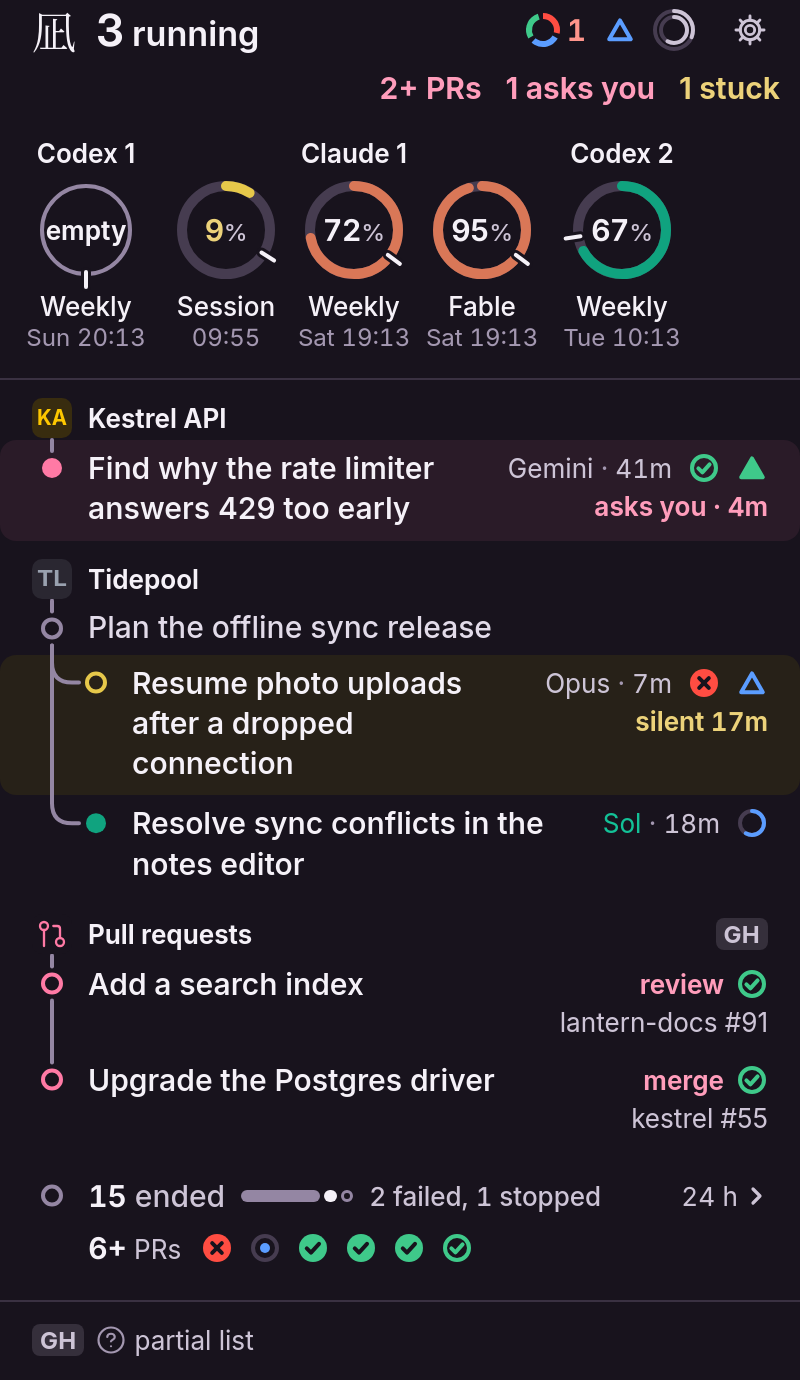 凪 3 running 1
2+ PRs 1 asks you 1 stuck
Codex 1 Claude 1 Codex 2
empty 9% 72% 95% 67%
Weekly Session Weekly Fable Weekly
Sun 20:13 09:55 Sat 19:13 Sat 19:13 Tue 10:13
KA Kestrel API
Find why the rate limiter Gemini · 41m
answers 429 too early asks you · 4m
TL Tidepool
Plan the offline sync release
Resume photo uploads Opus · 7m
after a dropped silent 17m
connection
Resolve sync conflicts in the Sol · 18m
notes editor
Pull requests GH
Add a search index review
lantern-docs #91
Upgrade the Postgres driver merge
kestrel #55
15 ended 2 failed, 1 stopped 24 h
6+ PRs
GH ? partial list